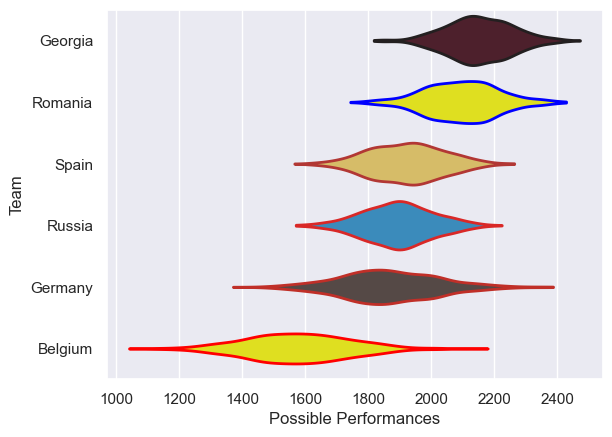 Georgia
Romania
Spain
Russia
Germany
Belgium
Team
1000 1200 1400 1600 1800 2000 2200 2400
Possible Performances